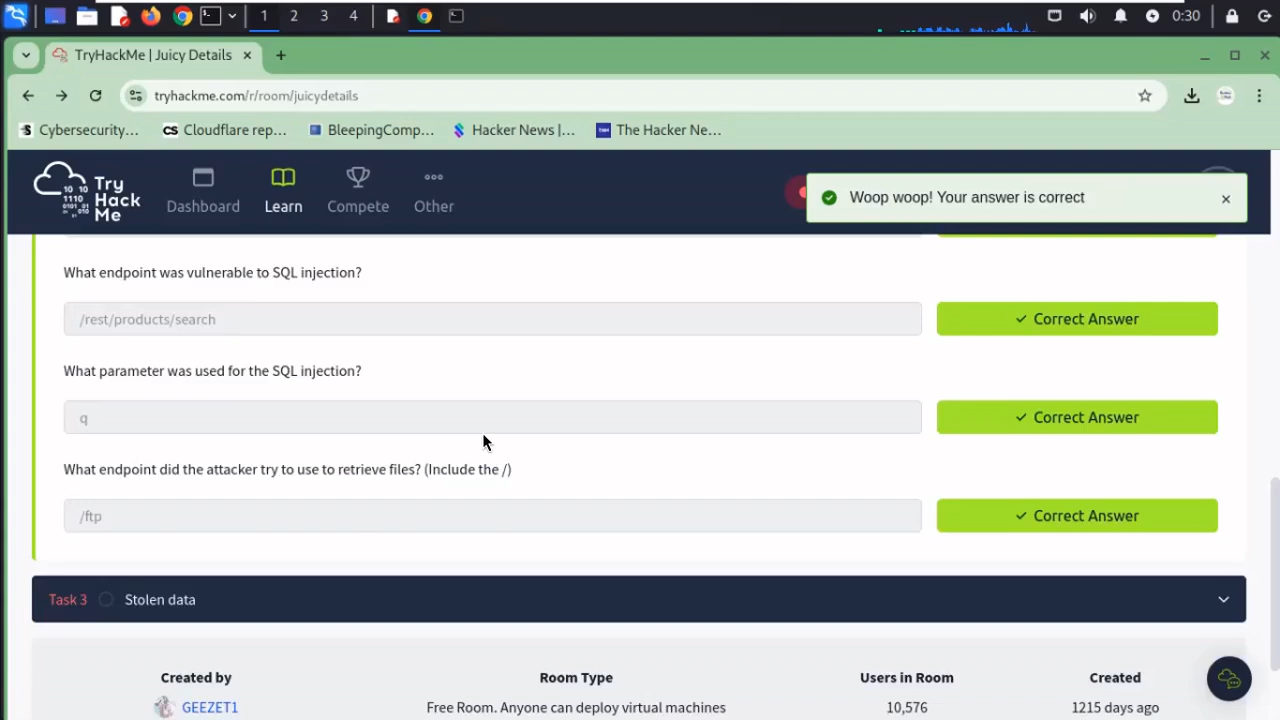 1 2 3 4 0:30
TryHackMe | Juicy Details
tryhackme.com/r/room/juicydetails
Cybersecurity... CS Cloudflare rep... BleepingComp... Hacker News |... The Hacker Ne...
Try Hack Me
Dashboard Learn Compete Other
Woop woop! Your answer is correct
What endpoint was vulnerable to SQL injection?
/rest/products/search Correct Answer
What parameter was used for the SQL injection?
q Correct Answer
What endpoint did the attacker try to use to retrieve files? (Include the /)
/ftp Correct Answer
Task 3 Stolen data
Created by Room Type Users in Room Created
GEEZET1 Free Room. Anyone can deploy virtual machines 10,576 1215 days ago